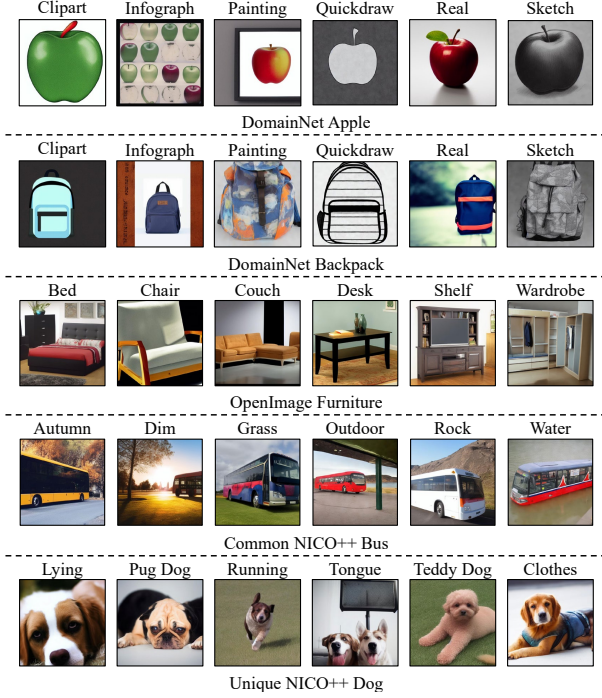 Clipart Infograph Painting Quickdraw Real Sketch
DomainNet Apple
Clipart Infograph Painting Quickdraw Real Sketch
DomainNet Backpack
Bed Chair Couch Desk Shelf Wardrobe
OpenImage Furniture
Autumn Dim Grass Outdoor Rock Water
Common NICO++ Bus
Lying Pug Dog Running Tongue Teddy Dog Clothes
Unique NICO++ Dog